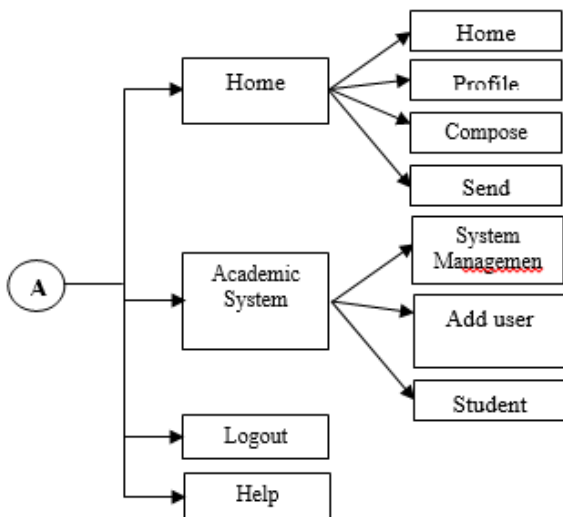 Home
Profile
Compose
Send
Home
System
Managemen
Add user
Student
Academic
System
A
Logout
Help